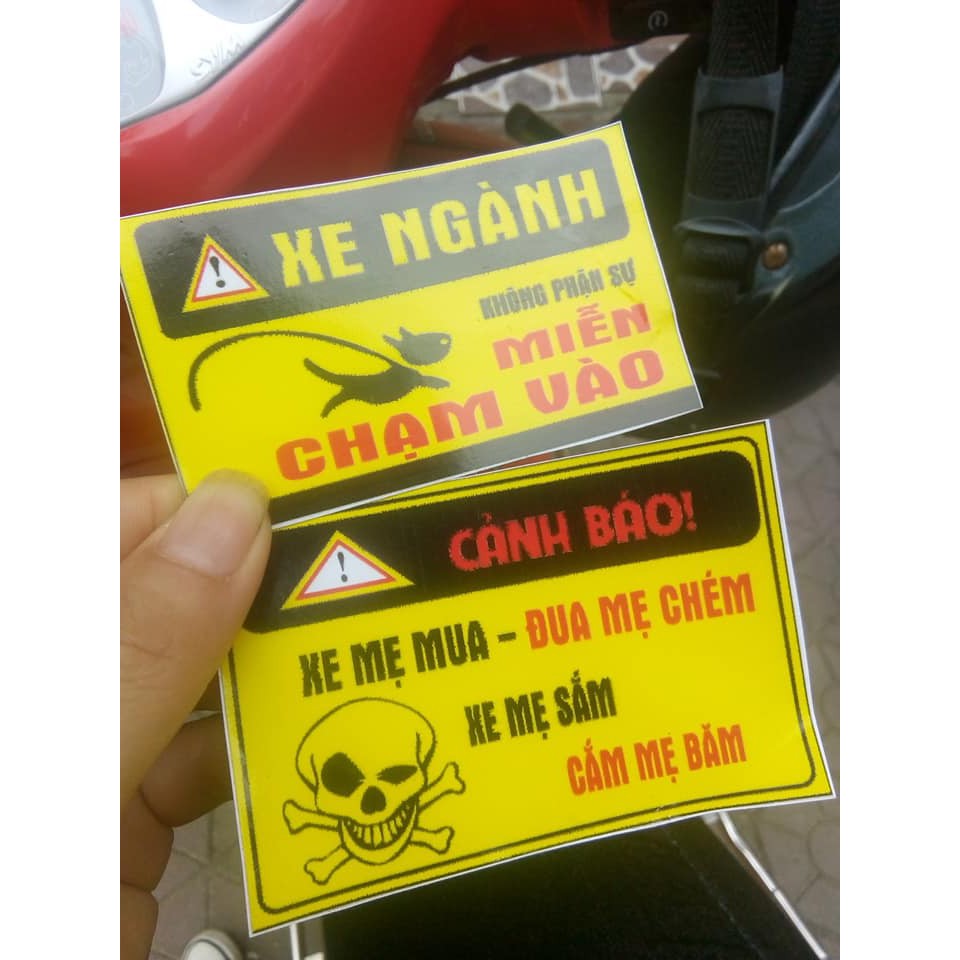 XE NGÀNH
KHÔNG PHẬN SỰ
MIỄN
CHẠM VÀO
CẢNH BÁO!
XE MẸ MUA – ĐUA MẸ CHÉM
XE MẸ SẮM
CẮM MẸ BĂM